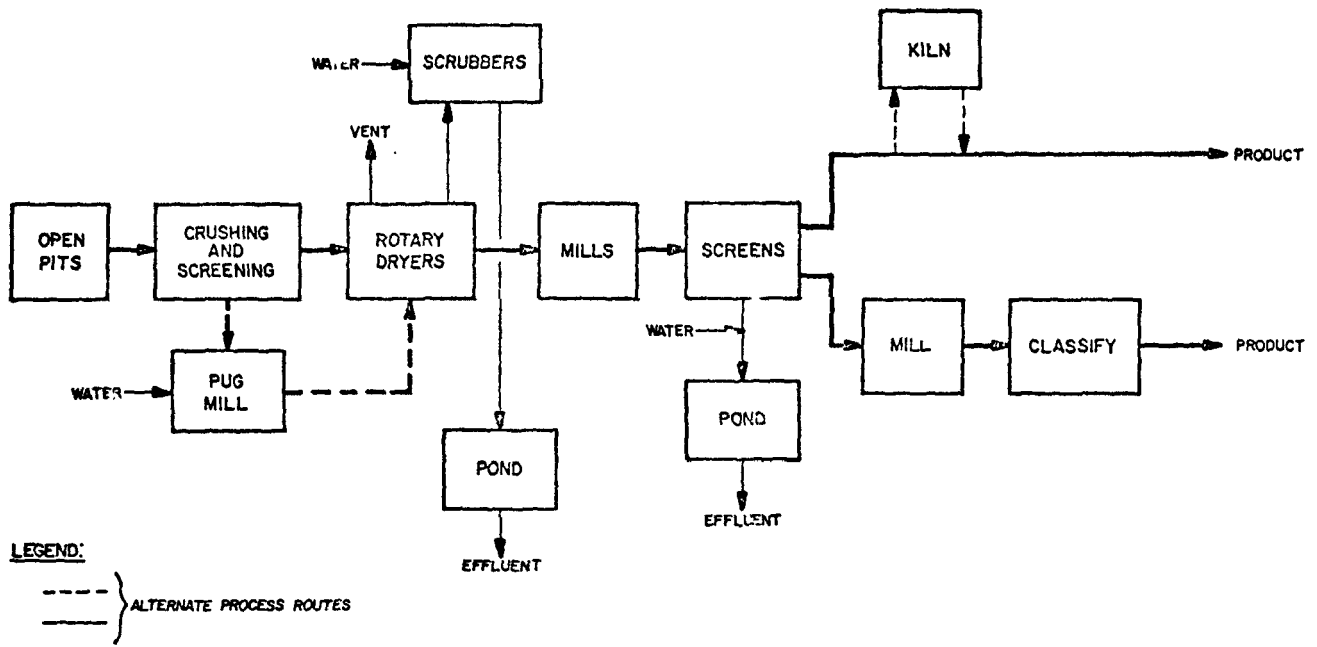 KILN
WATER
SCRUBBERS
VENT
PRODUCT
OPEN
PITS
CRUSHING
AND
SCREENING
ROTARY
DRYERS
MILLS
SCREENS
WATER
MILL
CLASSIFY
PRODUCT
WATER
PUG
MILL
POND
POND
EFFLUENT
EFFLUENT
LEGEND:
ALTERNATE PROCESS ROUTES